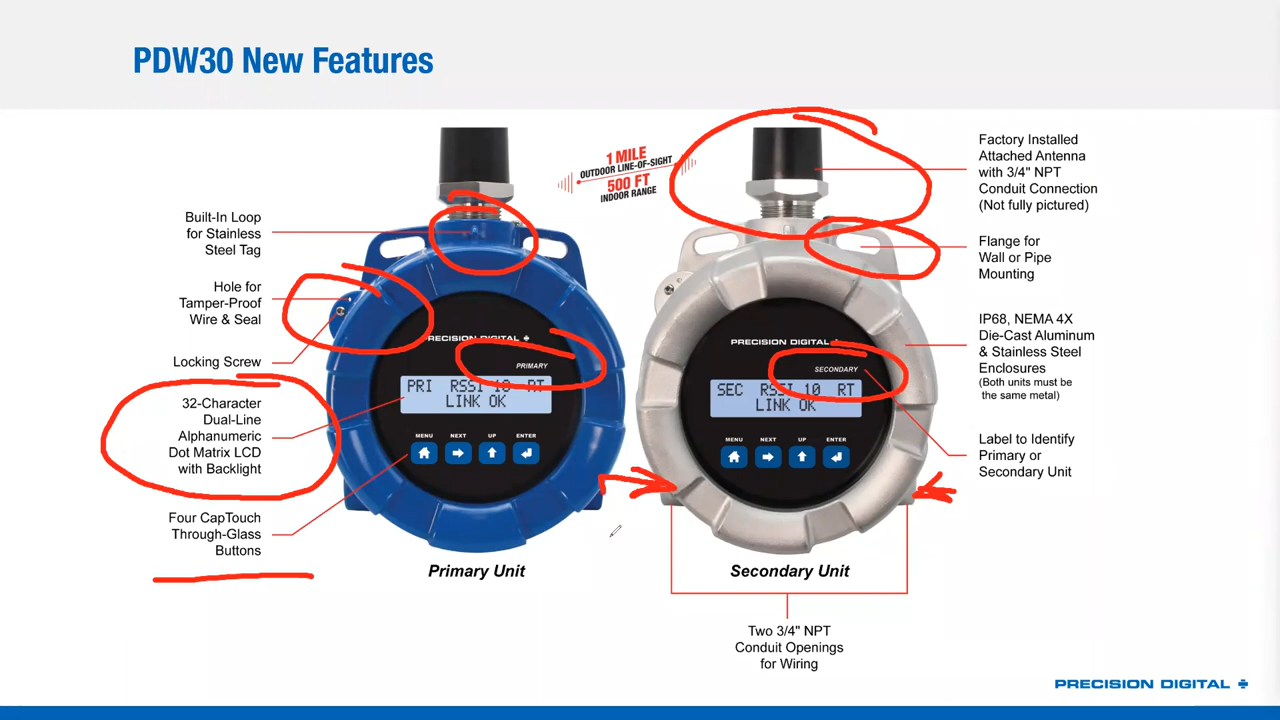 PDW30 New Features
Built-In Loop
for Stainless
Steel Tag
Hole for
Tamper-Proof
Wire & Seal
Locking Screw
32-Character
Dual-Line
Alphanumeric
Dot Matrix LCD
with Backlight
Four CapTouch
Through-Glass
Buttons
1 MILE
OUTDOOR LINE-OF-SIGHT
500 FT
INDOOR RANGE
PRECISION DIGITAL
PRIMARY
PRI RSSI 10 RT
LINK OK
MENU NEXT UP ENTER
Primary Unit
PRECISION DIGITAL
SECONDARY
SEC RSSI 10 RT
LINK OK
MENU NEXT UP ENTER
Secondary Unit
Two 3/4" NPT
Conduit Openings
for Wiring
Factory Installed
Attached Antenna
with 3/4" NPT
Conduit Connection
(Not fully pictured)
Flange for
Wall or Pipe
Mounting
IP68, NEMA 4X
Die-Cast Aluminum
& Stainless Steel
Enclosures
(Both units must be
the same metal)
Label to Identify
Primary or
Secondary Unit
PRECISION DIGITAL